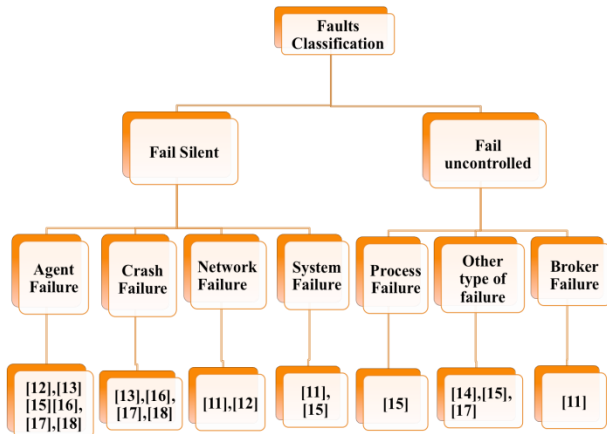 Faults
Classification
Fail Silent
Fail
uncontrolled
Agent
Failure
Crash
Failure
Network
Failure
System
Failure
Process
Failure
Other
type of
failure
Broker
Failure
[12],[13]
[15][16],
[17],[18]
[13],[16],
[17],[18]
[11],[12]
[11],
[15]
[15]
[14],[15],
[17]
[11]